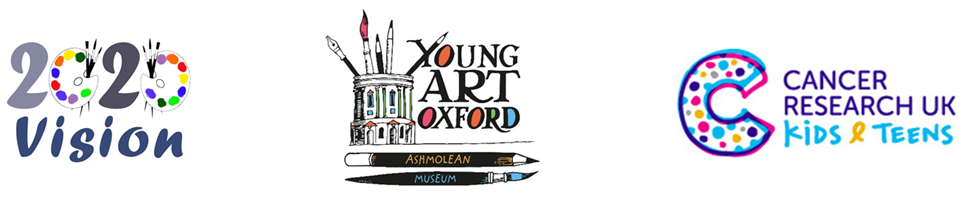 2020
Vision
YOUNG
ART
OXFORD
ASHMOLEAN
MUSEUM
CANCER
RESEARCH UK
KIDS & TEENS